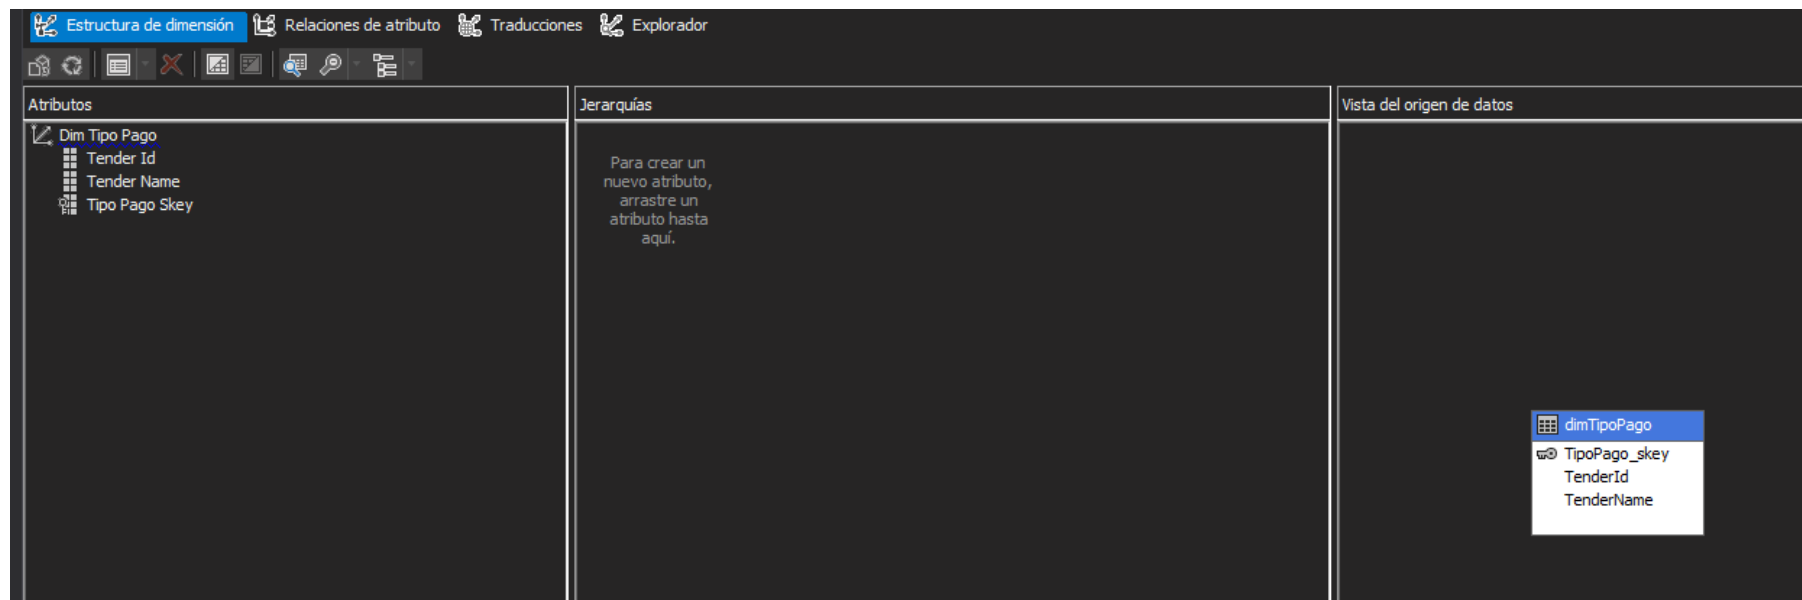 Estructura de dimensión Relaciones de atributo Traducciones Explorador
Atributos
Dim Tipo Pago
Tender Id
Tender Name
Tipo Pago Skey
Jerarquías
Para crear un
nuevo atributo,
arrastre un
atributo hasta
aquí.
Vista del origen de datos
dimTipoPago
TipoPago_skey
TenderId
TenderName